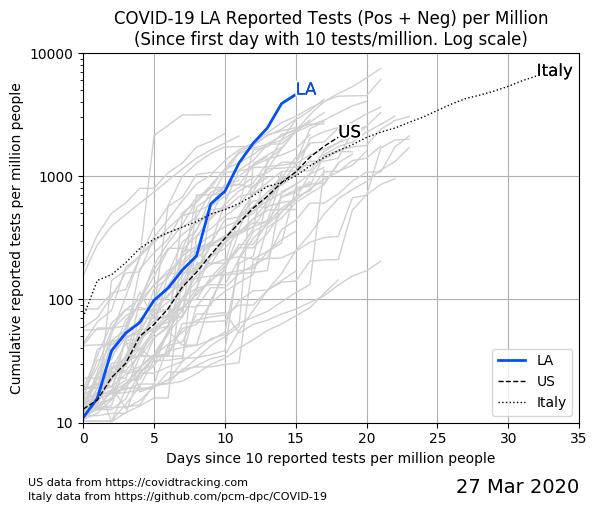 COVID-19 LA Reported Tests (Pos + Neg) per Million
(Since first day with 10 tests/million. Log scale)
Cumulative reported tests per million people
10000
1000
100
10
LA
Italy
US
LA
US
Italy
0 5 10 15 20 25 30 35
Days since 10 reported tests per million people
US data from https://covidtracking.com
Italy data from https://github.com/pcm-dpc/COVID-19
27 Mar 2020